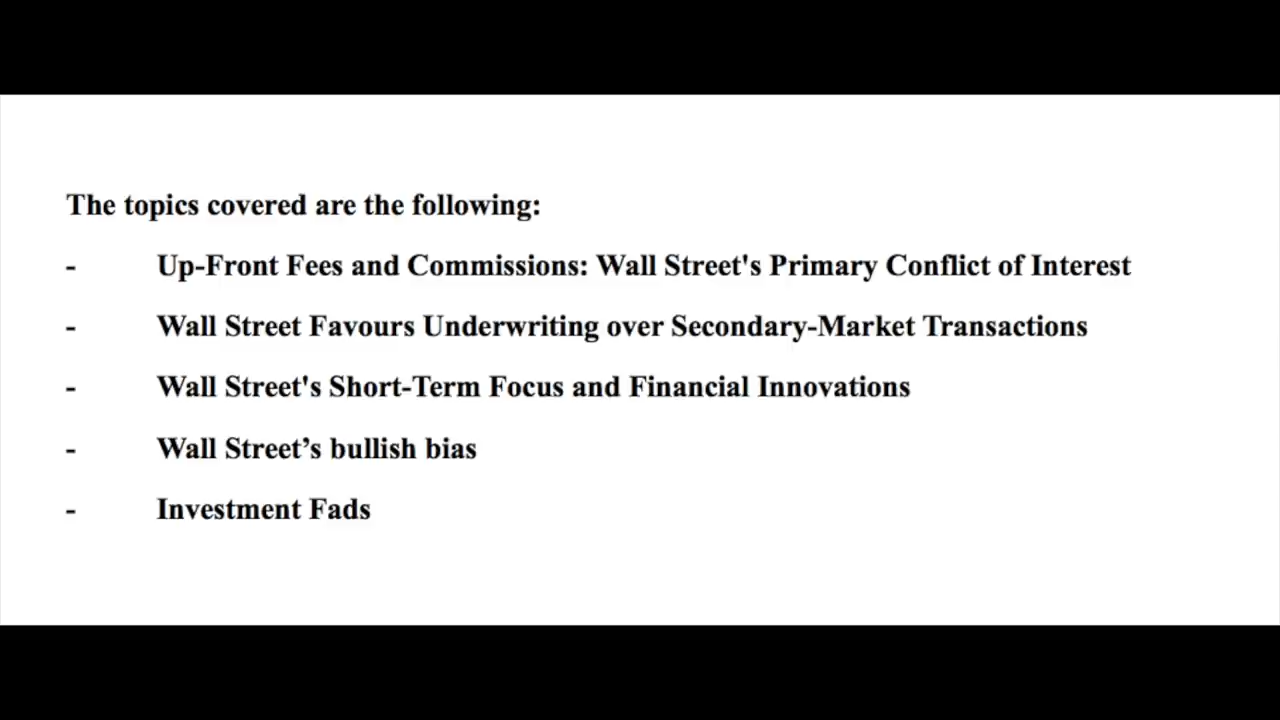 The topics covered are the following:
- Up-Front Fees and Commissions: Wall Street's Primary Conflict of Interest
- Wall Street Favours Underwriting over Secondary-Market Transactions
- Wall Street's Short-Term Focus and Financial Innovations
- Wall Street’s bullish bias
- Investment Fads